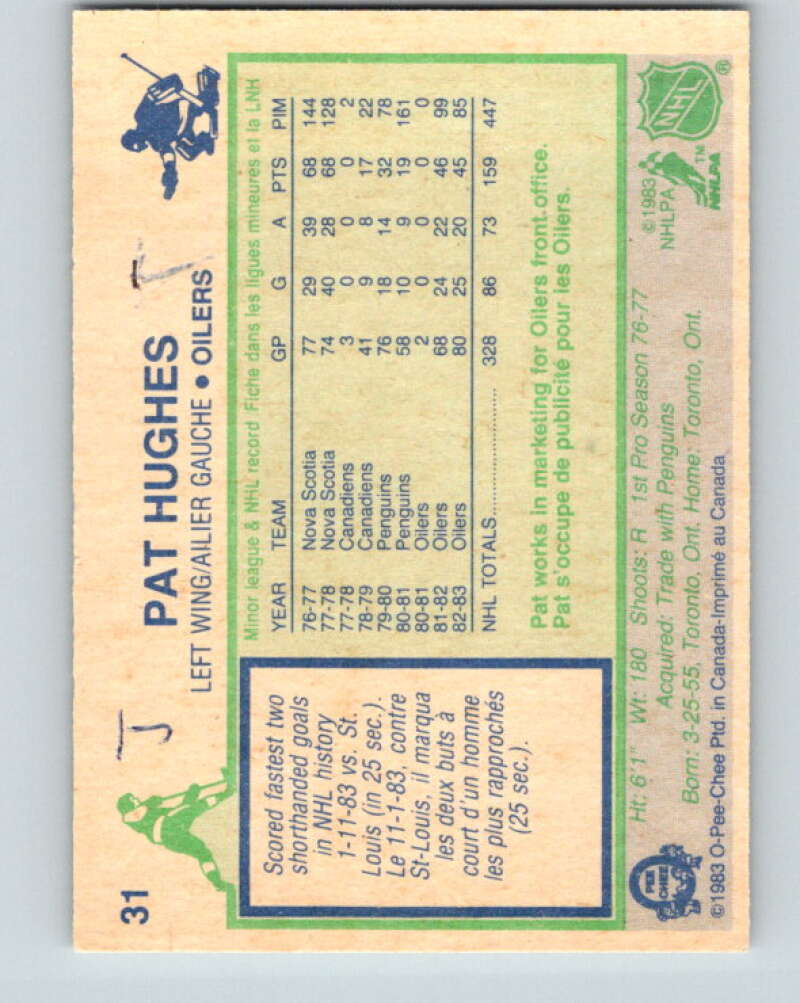 31
J
PAT HUGHES
LEFT WING/AILIER GAUCHE • OILERS
Scored fastest two
shorthanded goals
in NHL history
1-11-83 vs. St.
Louis (in 25 sec.).
Le 11-1-83, contre
St-Louis, il marqua
les deux buts à
court d'un homme
les plus rapprochés
(25 sec.).
Minor league & NHL record Fiche dans les ligues mineures et la LNH
YEAR TEAM GP G A PTS PIM
76-77 Nova Scotia 77 29 39 68 144
77-78 Nova Scotia 74 40 28 68 128
77-78 Canadiens 3 0 0 0 2
78-79 Canadiens 41 9 8 17 22
79-80 Penguins 76 18 14 32 78
80-81 Penguins 58 10 9 19 161
80-81 Oilers 2 0 0 0 0
81-82 Oilers 68 24 22 46 99
82-83 Oilers 80 25 20 45 85
NHL TOTALS.................... 328 86 73 159 447
Pat works in marketing for Oilers front office.
Pat s'occupe de publicité pour les Oilers.
Ht: 6'1" Wt: 180 Shoots: R 1st Pro Season 76-77
Acquired: Trade with Penguins
Born: 3-25-55, Toronto, Ont. Home: Toronto, Ont.
©1983
NHLPA
NHLPA
TM
NHL
®
O
PEE
CHEE
©1983 O-Pee-Chee Ptd. in Canada-Imprimé au Canada